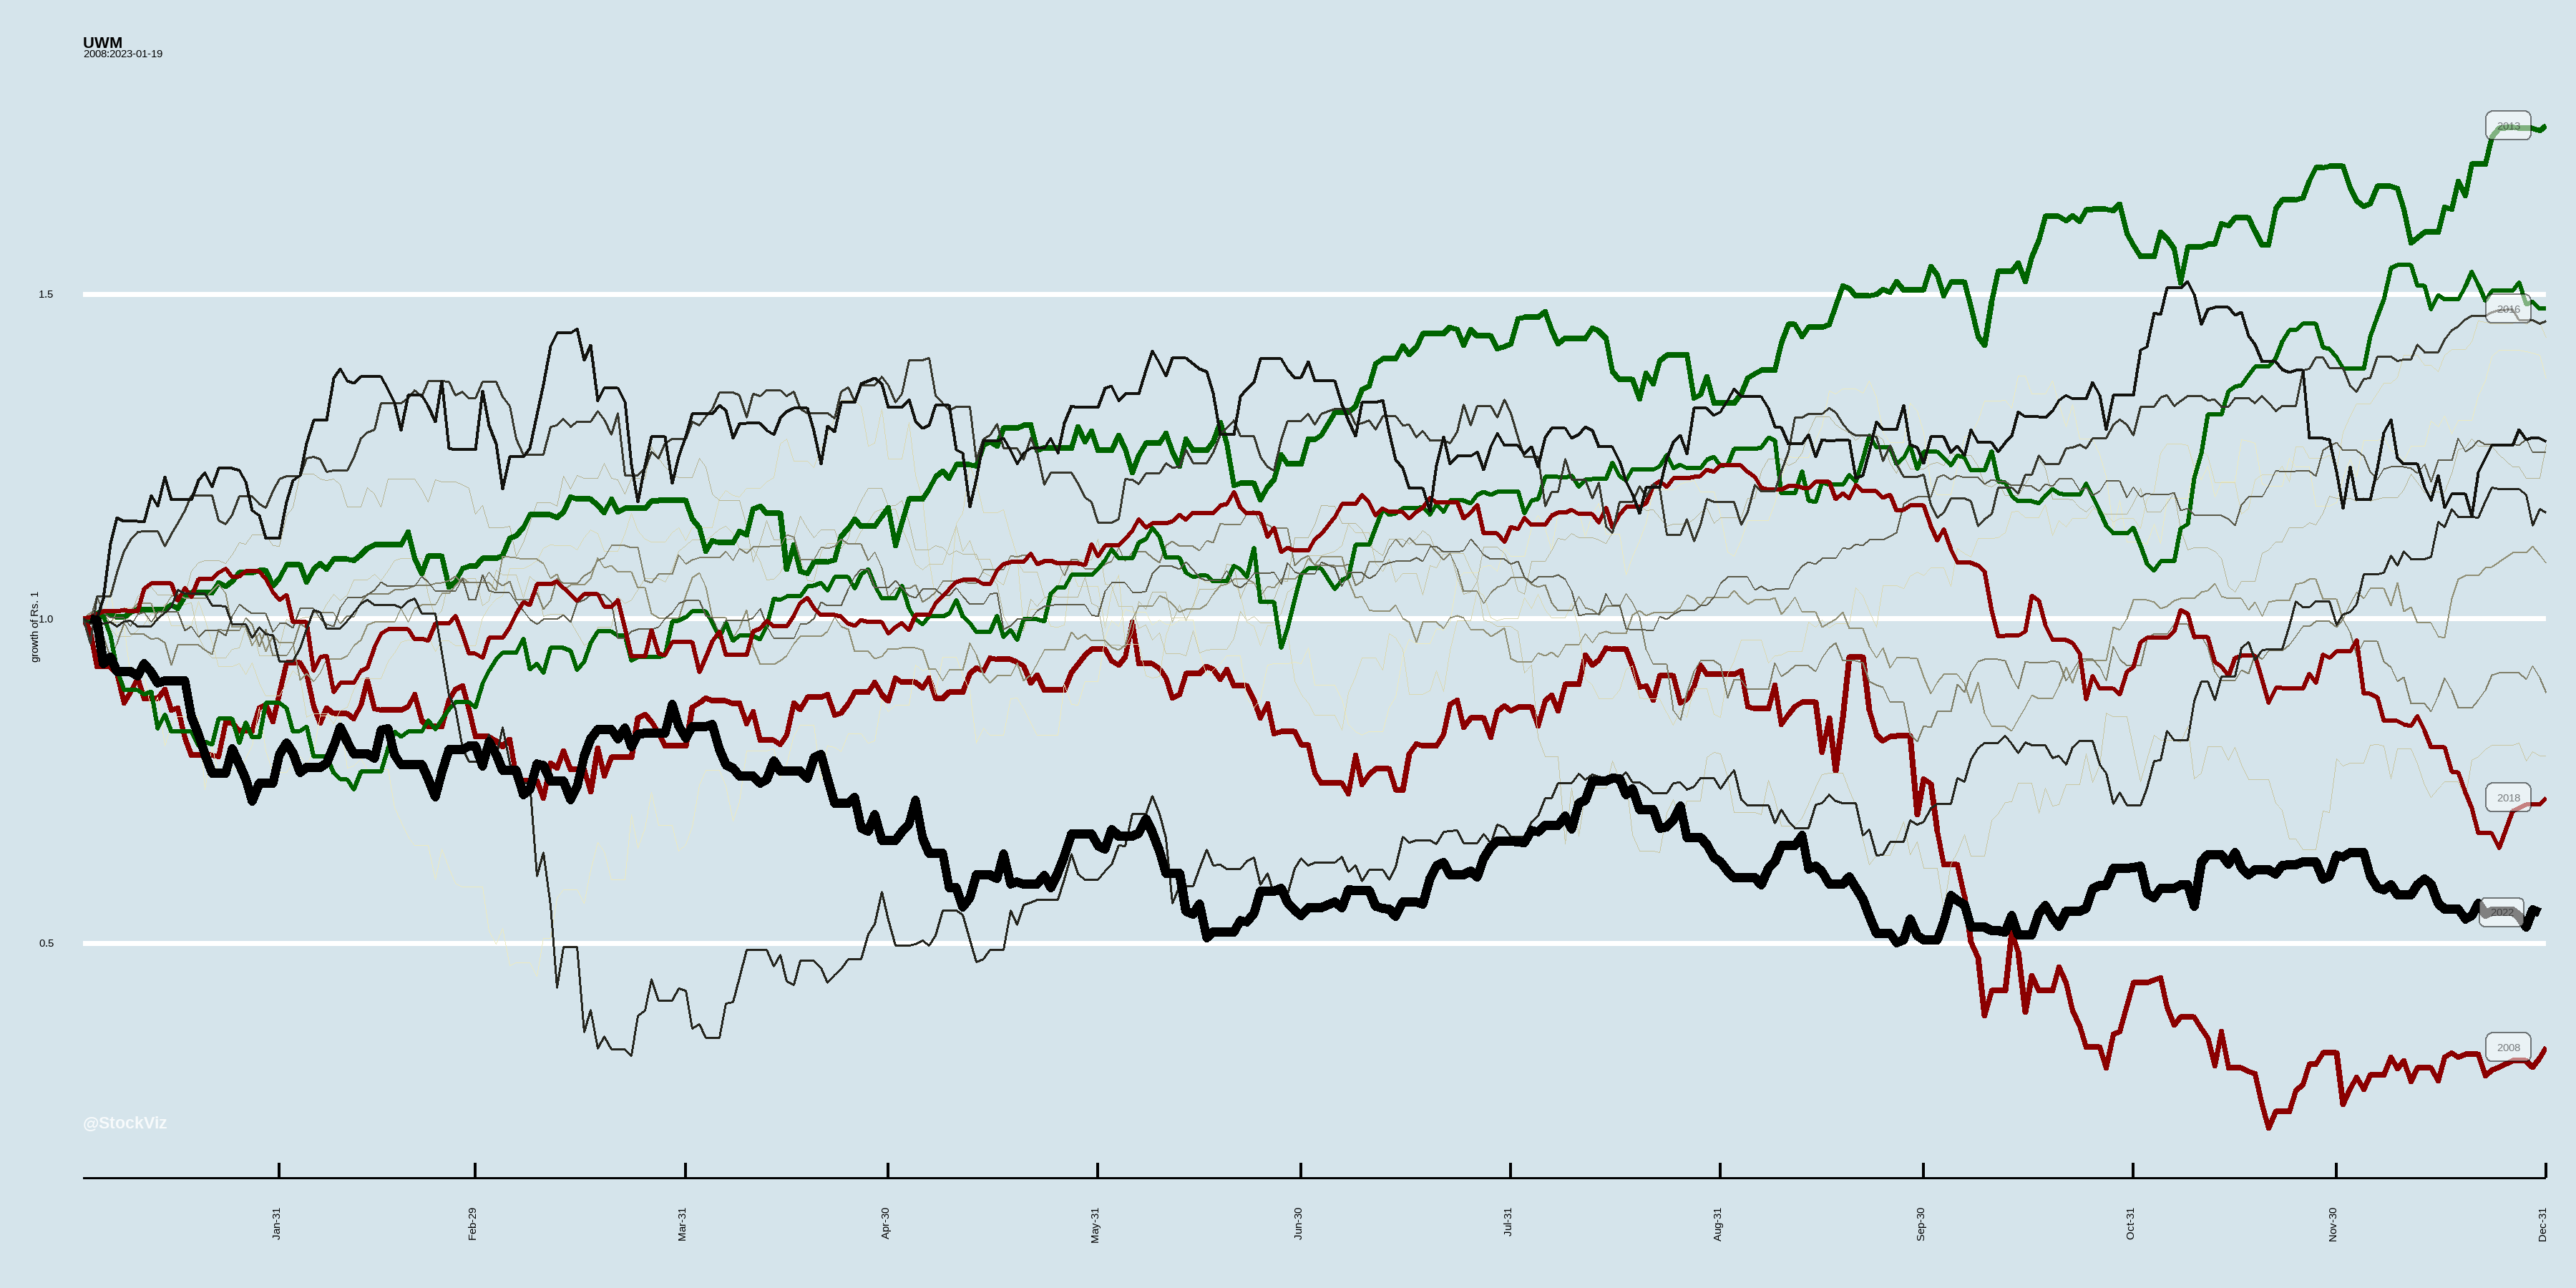 UWM
2008:2023-01-19
2013
1.5
2016
growth of Rs. 1
1.0
2018
2022
0.5
2008
@StockViz
Jan-31
Feb-29
Mar-31
Apr-30
May-31
Jun-30
Jul-31
Aug-31
Sep-30
Oct-31
Nov-30
Dec-31